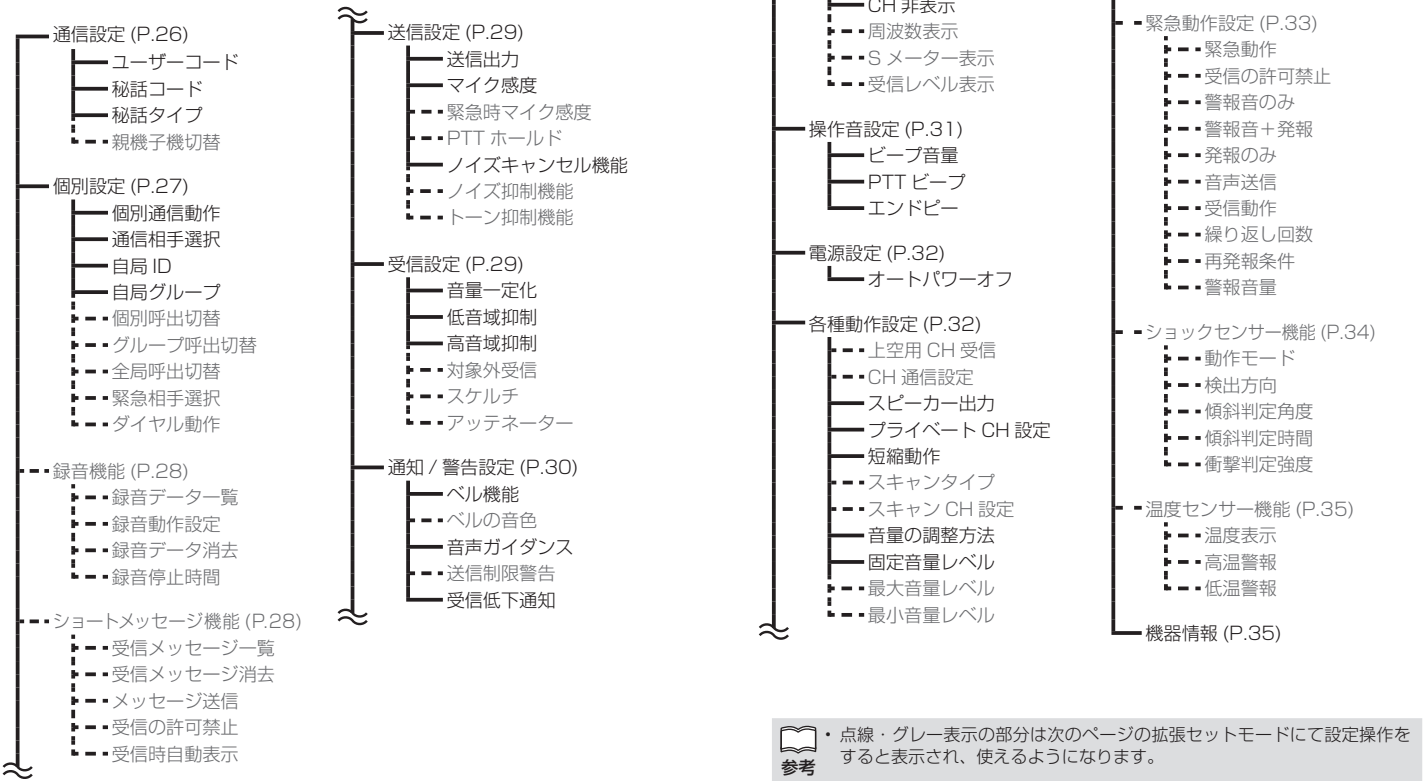 通信設定 (P.26)
ユーザーコード
秘話コード
秘話タイプ
親機子機切替
個別設定 (P.27)
個別通信動作
通信相手選択
自局 ID
自局グループ
個別呼出切替
グループ呼出切替
全局呼出切替
緊急相手選択
ダイヤル動作
録音機能 (P.28)
録音データ一覧
録音動作設定
録音データ消去
録音停止時間
ショートメッセージ機能 (P.28)
受信メッセージ一覧
受信メッセージ消去
メッセージ送信
受信の許可禁止
受信時自動表示
送信設定 (P.29)
送信出力
マイク感度
緊急時マイク感度
PTT ホールド
ノイズキャンセル機能
ノイズ抑制機能
トーン抑制機能
受信設定 (P.29)
音量一定化
低音域抑制
高音域抑制
対象外受信
スケルチ
アッテネーター
通知 / 警告設定 (P.30)
ベル機能
ベルの音色
音声ガイダンス
送信制限警告
受信低下通知
CH 非表示
周波数表示
S メーター表示
受信レベル表示
操作音設定 (P.31)
ビープ音量
PTT ビープ
エンドピー
電源設定 (P.32)
オートパワーオフ
各種動作設定 (P.32)
上空用 CH 受信
CH 通信設定
スピーカー出力
プライベート CH 設定
短縮動作
スキャンタイプ
スキャン CH 設定
音量の調整方法
固定音量レベル
最大音量レベル
最小音量レベル
緊急動作設定 (P.33)
緊急動作
受信の許可禁止
警報音のみ
警報音＋発報
発報のみ
音声送信
受信動作
繰り返し回数
再発報条件
警報音量
ショックセンサー機能 (P.34)
動作モード
検出方向
傾斜判定角度
傾斜判定時間
衝撃判定強度
温度センサー機能 (P.35)
温度表示
高温警報
低温警報
機器情報 (P.35)
参考
• 点線・グレー表示の部分は次のページの拡張セットモードにて設定操作を
すると表示され、使えるようになります。